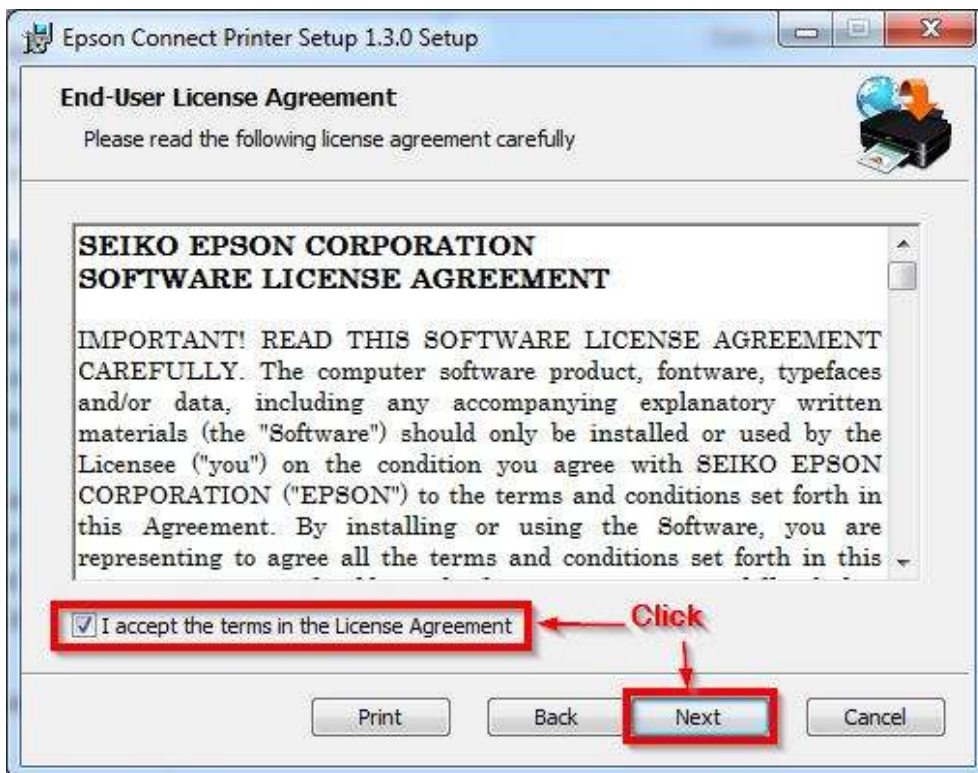 Epson Connect Printer Setup 1.3.0 Setup
End-User License Agreement
Please read the following license agreement carefully
SEIKO EPSON CORPORATION
SOFTWARE LICENSE AGREEMENT
IMPORTANT! READ THIS SOFTWARE LICENSE AGREEMENT
CAREFULLY. The computer software product, fontware, typefaces
and/or data, including any accompanying explanatory written
materials (the "Software") should only be installed or used by the
Licensee ("you") on the condition you agree with SEIKO EPSON
CORPORATION ("EPSON") to the terms and conditions set forth in
this Agreement. By installing or using the Software, you are
representing to agree all the terms and conditions set forth in this
I accept the terms in the License Agreement
Click
Print Back Next Cancel